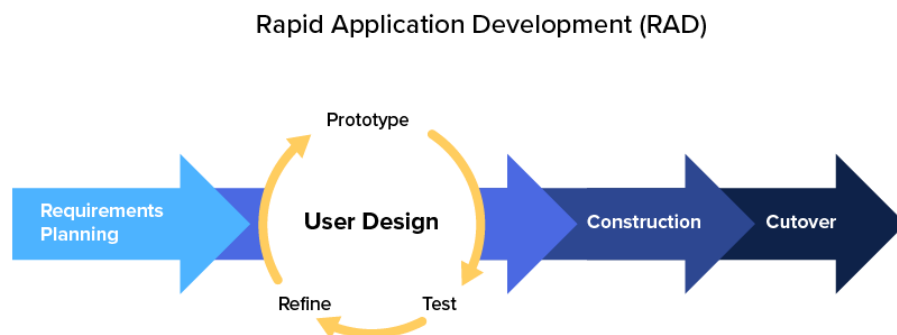 Rapid Application Development (RAD)
Prototype
Requirements
Planning
User Design
Construction
Cutover
Refine
Test